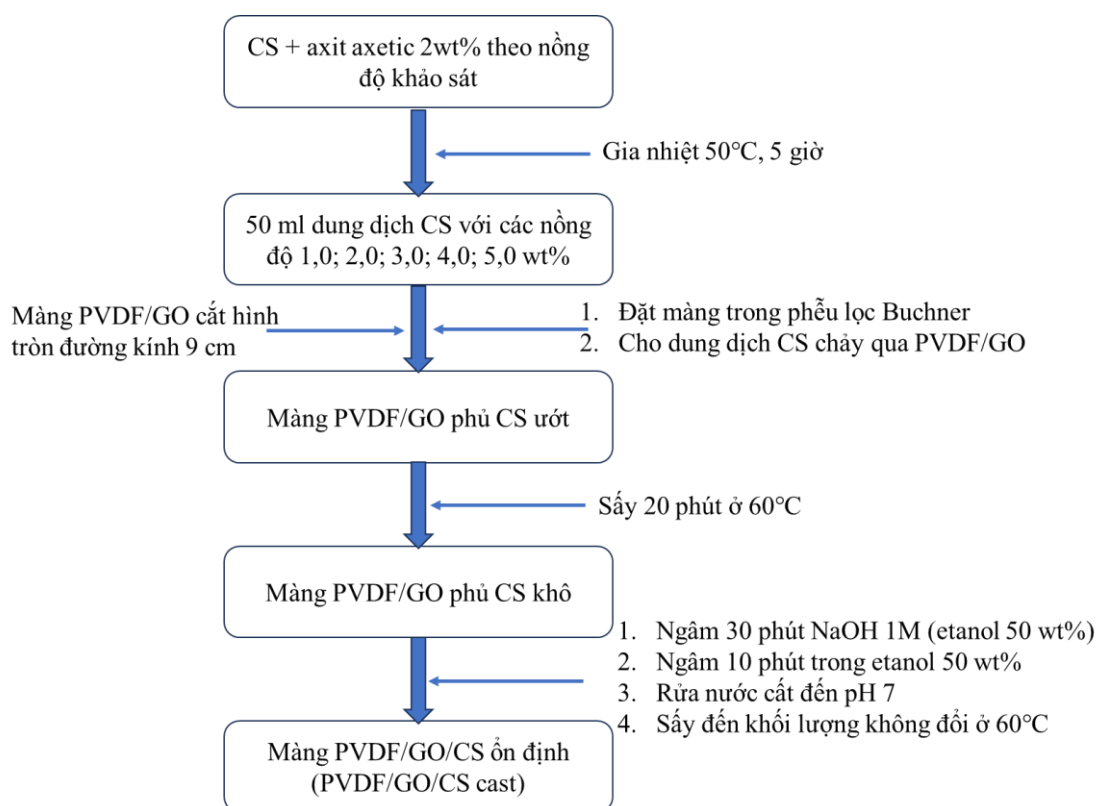 CS + axit axetic 2wt% theo nồng
độ khảo sát
Gia nhiệt 50°C, 5 giờ
50 ml dung dịch CS với các nồng
độ 1,0; 2,0; 3,0; 4,0; 5,0 wt%
Màng PVDF/GO cắt hình
tròn đường kính 9 cm
1. Đặt màng trong phễu lọc Buchner
2. Cho dung dịch CS chảy qua PVDF/GO
Màng PVDF/GO phủ CS ướt
Sấy 20 phút ở 60°C
Màng PVDF/GO phủ CS khô
1. Ngâm 30 phút NaOH 1M (etanol 50 wt%)
2. Ngâm 10 phút trong etanol 50 wt%
3. Rửa nước cất đến pH 7
4. Sấy đến khối lượng không đổi ở 60°C
Màng PVDF/GO/CS ổn định
(PVDF/GO/CS cast)